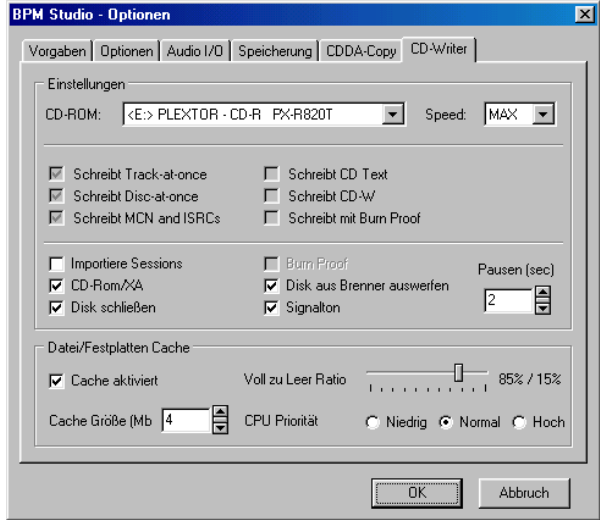 BPM Studio - Optionen
Vorgaben Optionen Audio I/O Speicherung CDDA-Copy CD-Writer
Einstellungen
CD-ROM: <E:> PLEXTOR - CD-R PX-R820T Speed: MAX
Schreibt Track-at-once Schreibt CD Text
Schreibt Disc-at-once Schreibt CD-W
Schreibt MCN and ISRCs Schreibt mit Burn Proof
Importiere Sessions Burn Proof Pausen (sec)
CD-Rom/XA Disk aus Brenner auswerfen 2
Disk schließen Signalton
Datei/Festplatten Cache
Cache aktiviert Voll zu Leer Ratio 85% / 15%
Cache Größe (Mb 4 CPU Priorität Niedrig Normal Hoch
OK Abbruch